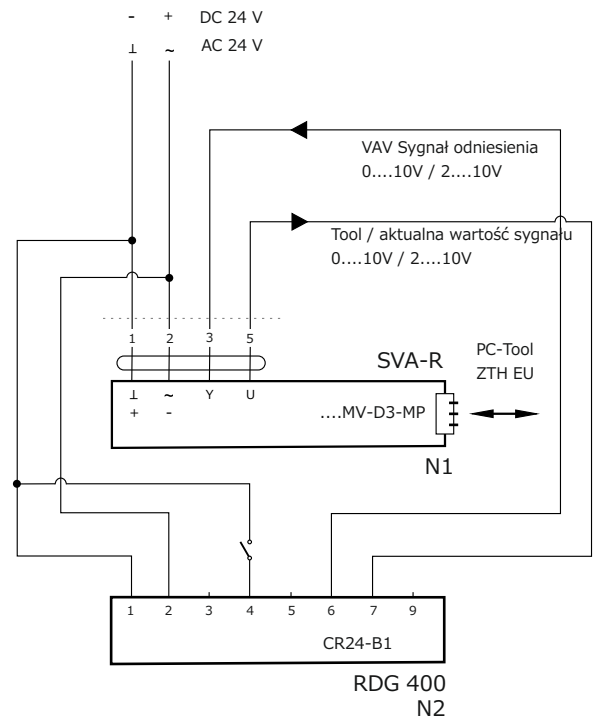 - + DC 24 V
⊥ ~ AC 24 V
VAV Sygnał odniesienia
0....10V / 2....10V
Tool / aktualna wartość sygnału
0....10V / 2....10V
1 2 3 5
SVA-R
PC-Tool
ZTH EU
⊥ ~ Y U
+ -
....MV-D3-MP
N1
1 2 3 4 5 6 7 9
CR24-B1
RDG 400
N2